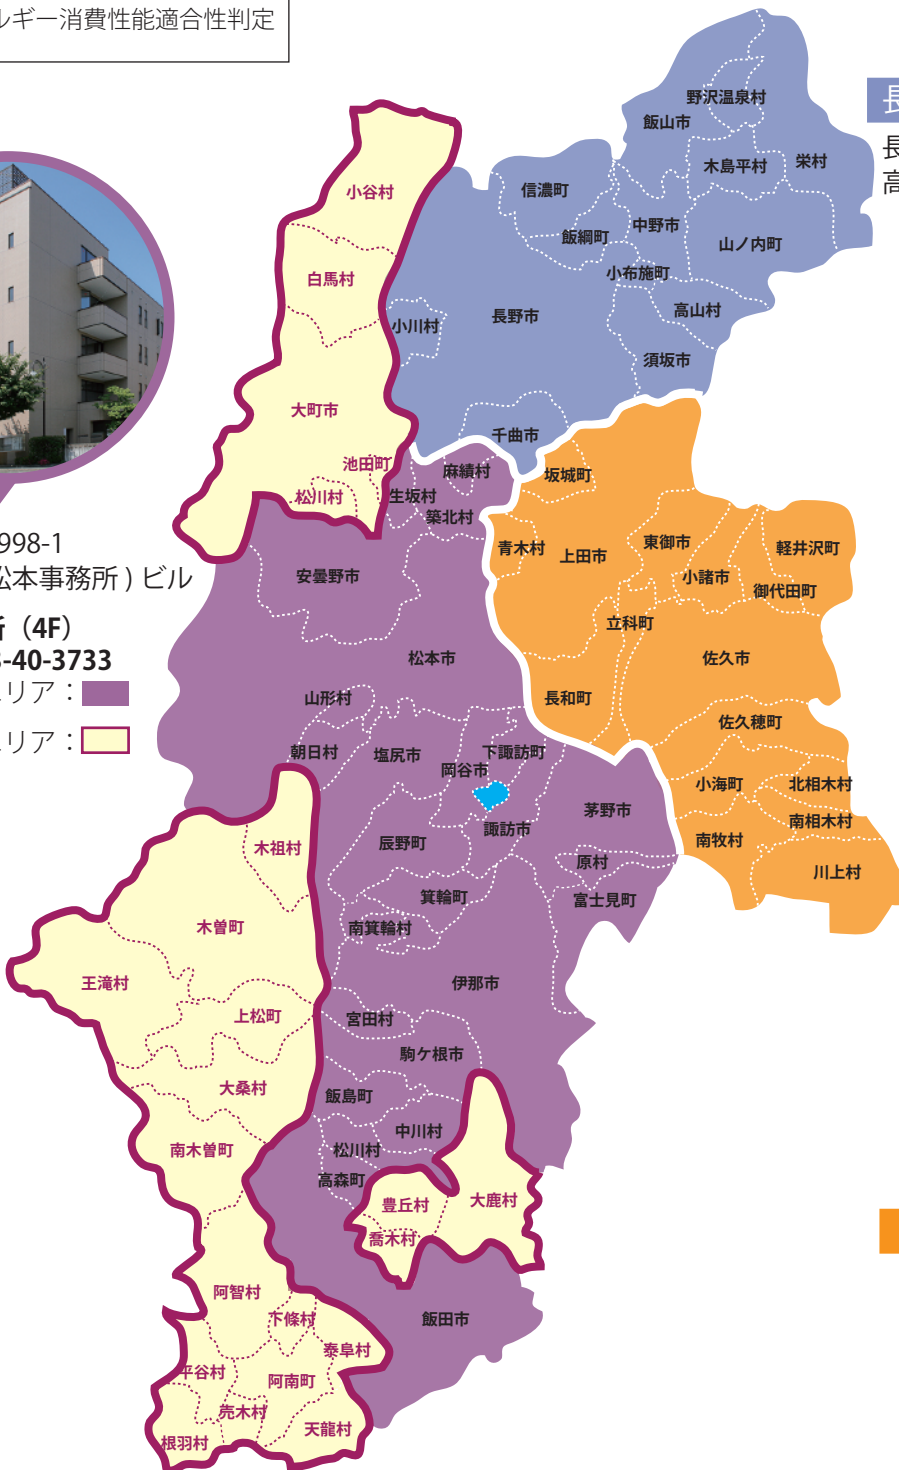 ルギー消費性能適合性判定
長
長
高
998-1
松本事務所 ) ビル
所（4F）
3-40-3733
エリア：
エリア：
野沢温泉村
飯山市
木島平村
栄村
信濃町
中野市
飯綱町
山ノ内町
小布施町
高山村
長野市
小川村
須坂市
千曲市
小谷村
白馬村
大町市
池田町
松川村
麻績村
生坂村
築北村
坂城町
青木村
上田市
東御市
軽井沢町
小諸市
御代田町
立科町
佐久市
長和町
佐久穂町
小海町
北相木村
南相木村
南牧村
川上村
安曇野市
松本市
山形村
朝日村
塩尻市
下諏訪町
岡谷市
諏訪市
茅野市
辰野町
原村
箕輪町
富士見町
南箕輪村
伊那市
宮田村
駒ケ根市
飯島町
中川村
松川村
高森町
木祖村
木曽町
王滝村
上松町
大桑村
南木曽町
豊丘村
大鹿村
喬木村
飯田市
阿智村
下條村
泰阜村
平谷村
阿南町
売木村
天龍村
根羽村